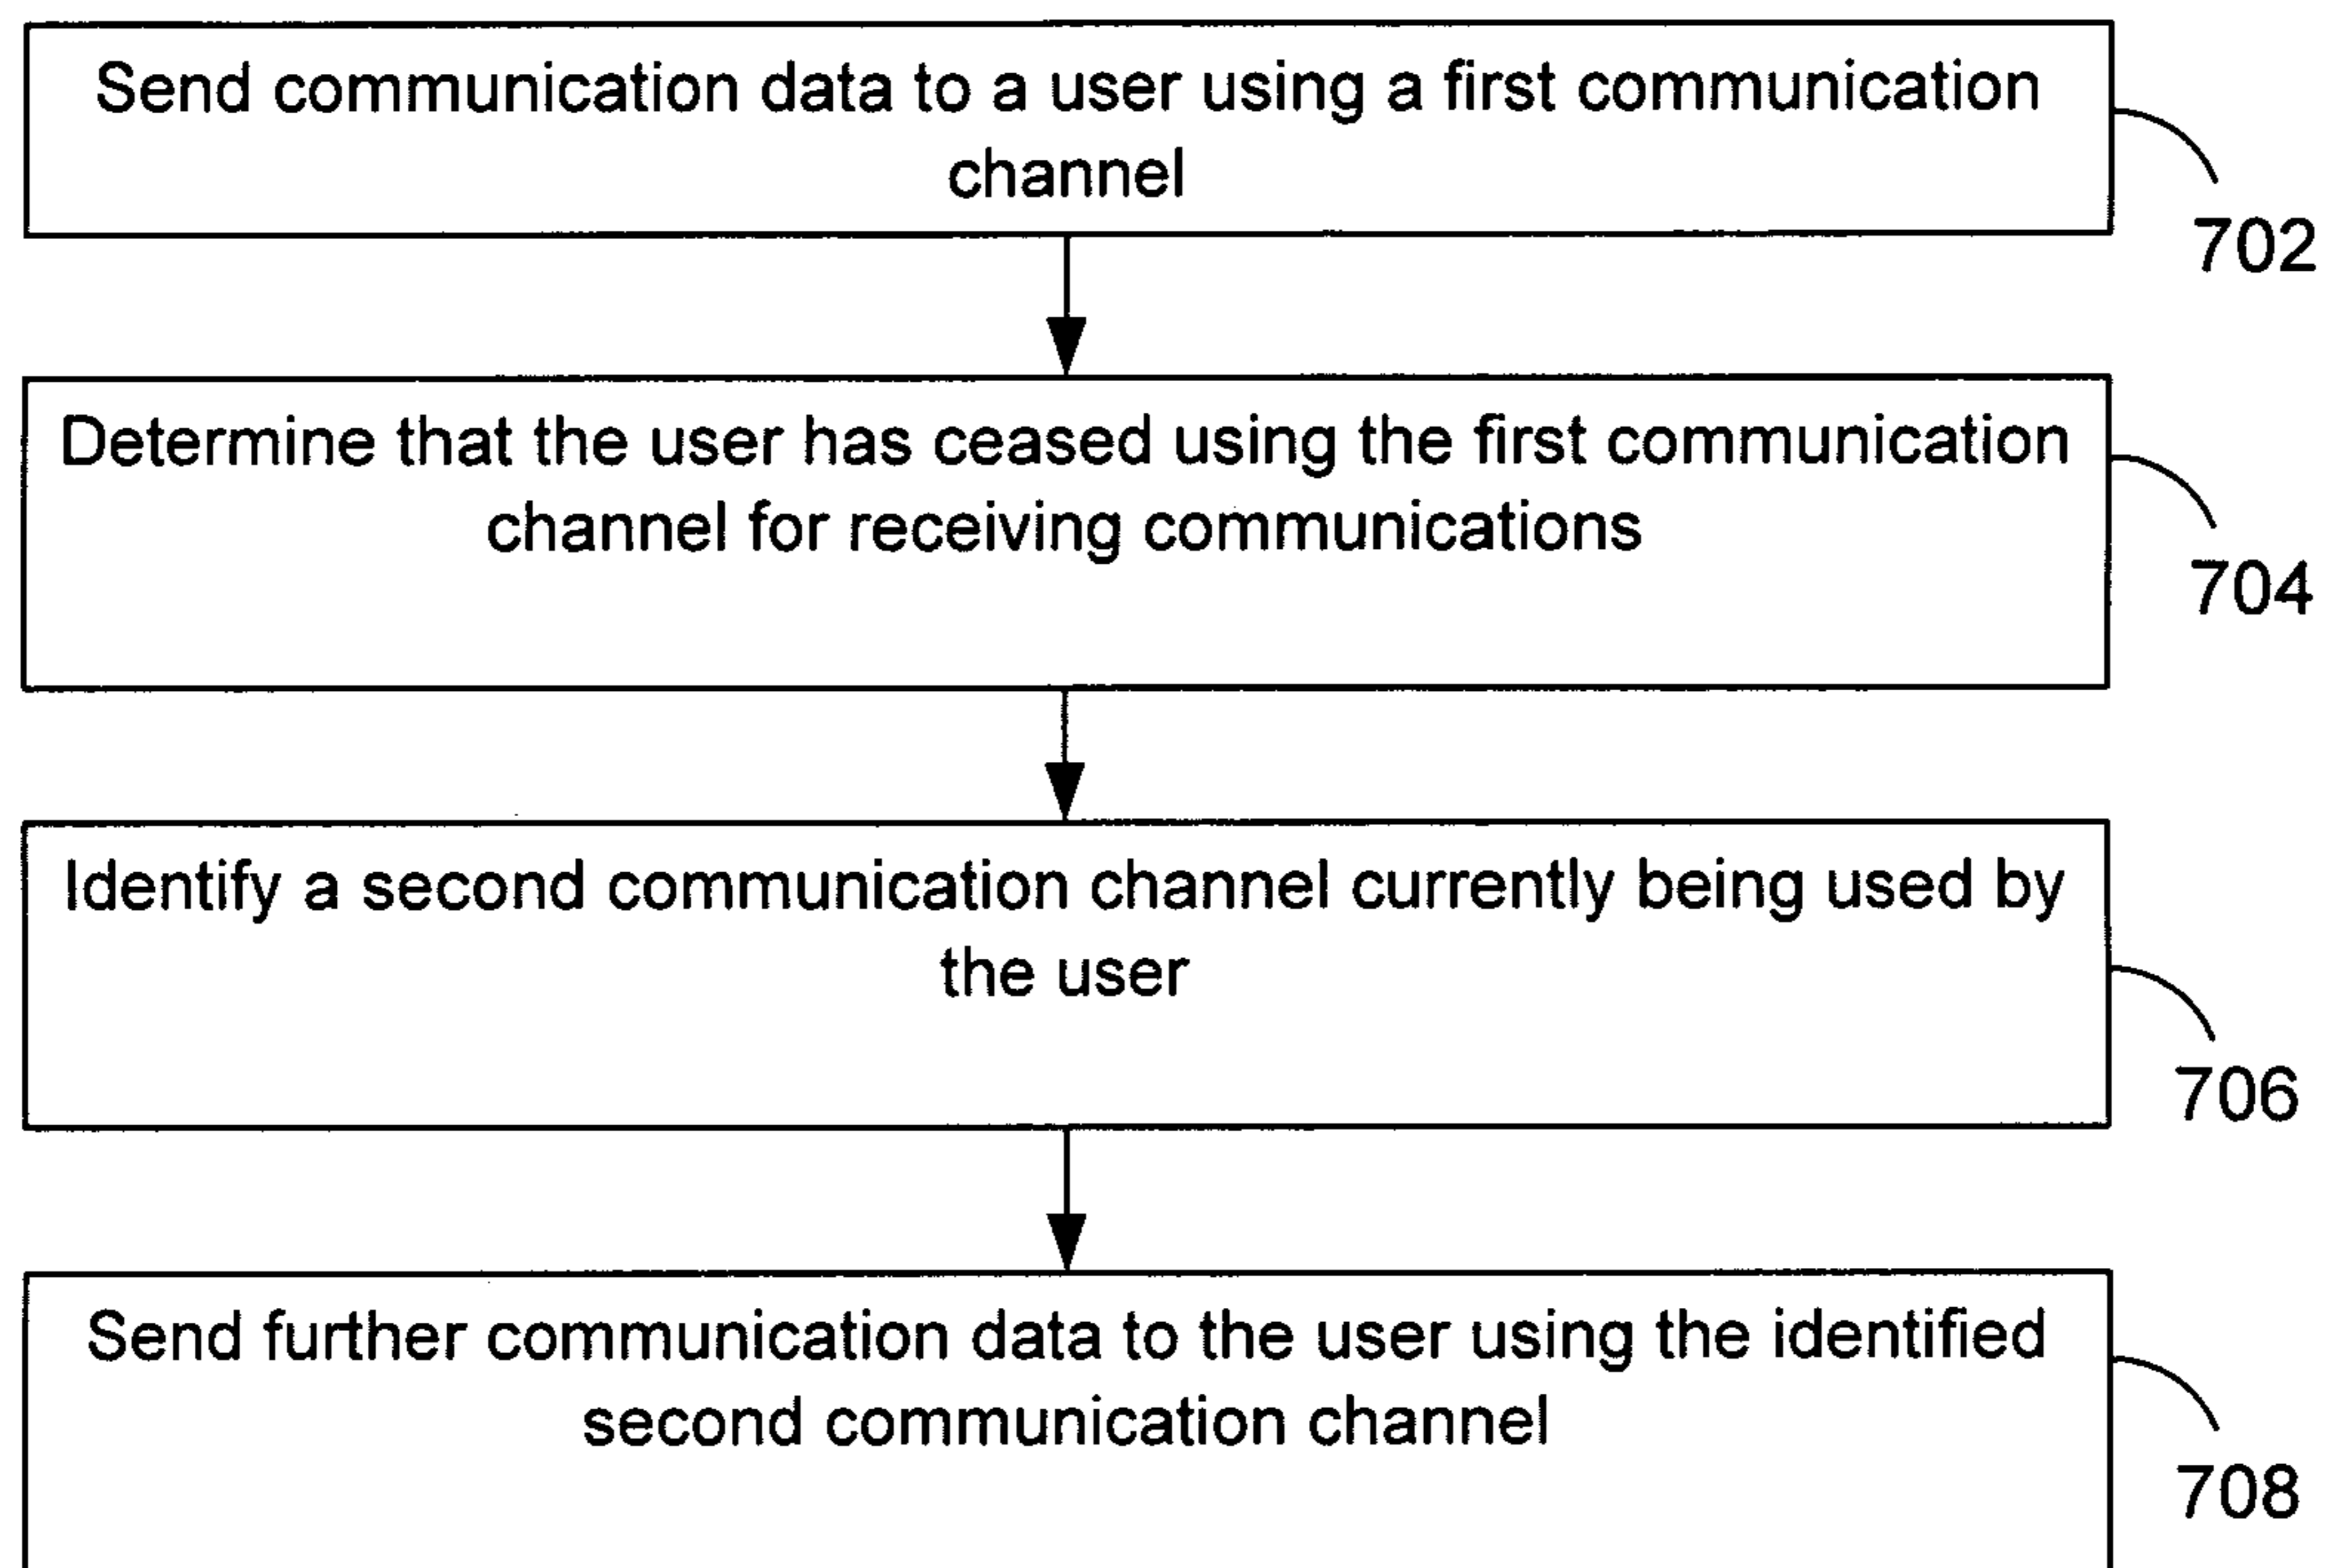 Send communication data to a user using a first communication
channel
702
Determine that the user has ceased using the first communication
channel for receiving communications
704
Identify a second communication channel currently being used by
the user
706
Send further communication data to the user using the identified
second communication channel
708